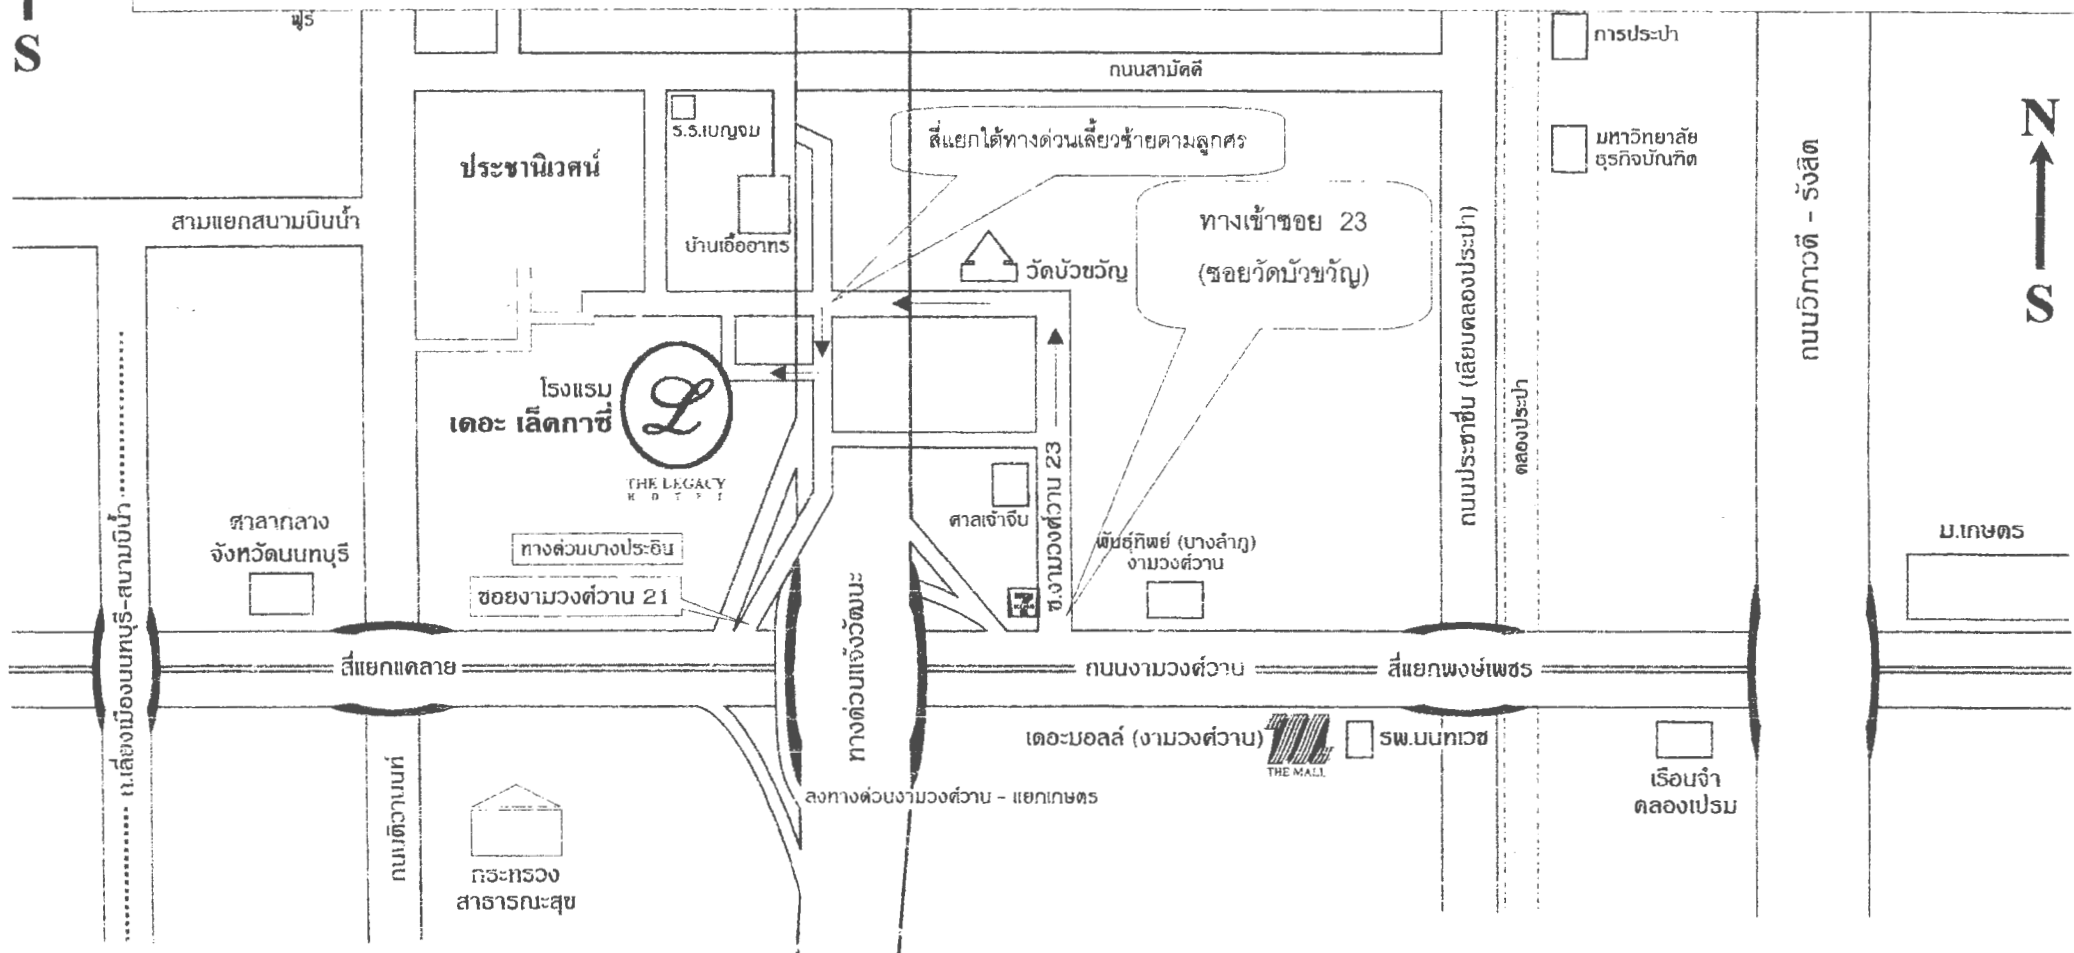 S
การประปา
ถนนสามัคคี
ร.ร.เบญจม
สี่แยกใต้ทางด่วนเลี้ยวซ้ายตามลูกศร
N
S
มหาวิทยาลัย
ธุรกิจบัณฑิต
ประชานิเวศน์
สามแยกสนามบินน้ำ
บ้านเอื้ออาทร
วัดบัวขวัญ
ทางเข้าซอย 23
(ซอยวัดบัวขวัญ)
ถนนประชาชื่น (เลียบคลองประปา)
คลองประปา
ถนนวิภาวดี - รังสิต
โรงแรม
เดอะ เล็คกาซี่
L
THE LEGACY
HOTEL
ศาลากลาง
จังหวัดนนทบุรี
ถ.เลี่ยงเมืองนนทบุรี-สนามบินน้ำ
ทางด่วนบางปะอิน
ซอยงามวงศ์วาน 21
ศาลเจ้าจีน
ซ.งามวงศ์วาน 23
พันธุ์ทิพย์ (บางลำภู)
งามวงศ์วาน
ม.เกษตร
สี่แยกแคลาย
ทางด่วนแจ้งวัฒนะ
ถนนงามวงศ์วาน
สี่แยกพงษ์เพชร
เดอะมอลล์ (งามวงศ์วาน)
THE MALL
รพ.นนทเวช
เรือนจำ
คลองเปรม
ลงทางด่วนงามวงศ์วาน - แยกเกษตร
ถนนติวานนท์
กระทรวง
สาธารณะสุข